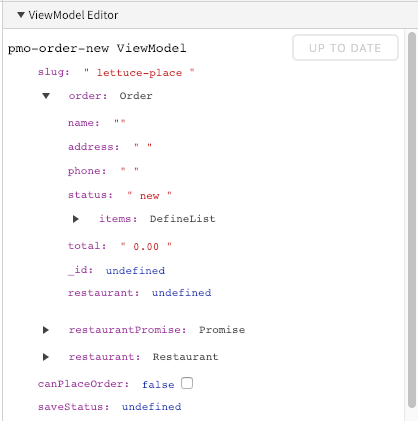 ViewModel Editor
pmo-order-new ViewModel
UP TO DATE
slug: " lettuce-place "
order: Order
name: ""
address: " "
phone: " "
status: " new "
items: DefineList
total: " 0.00 "
_id: undefined
restaurant: undefined
restaurantPromise: Promise
restaurant: Restaurant
canPlaceOrder: false
saveStatus: undefined